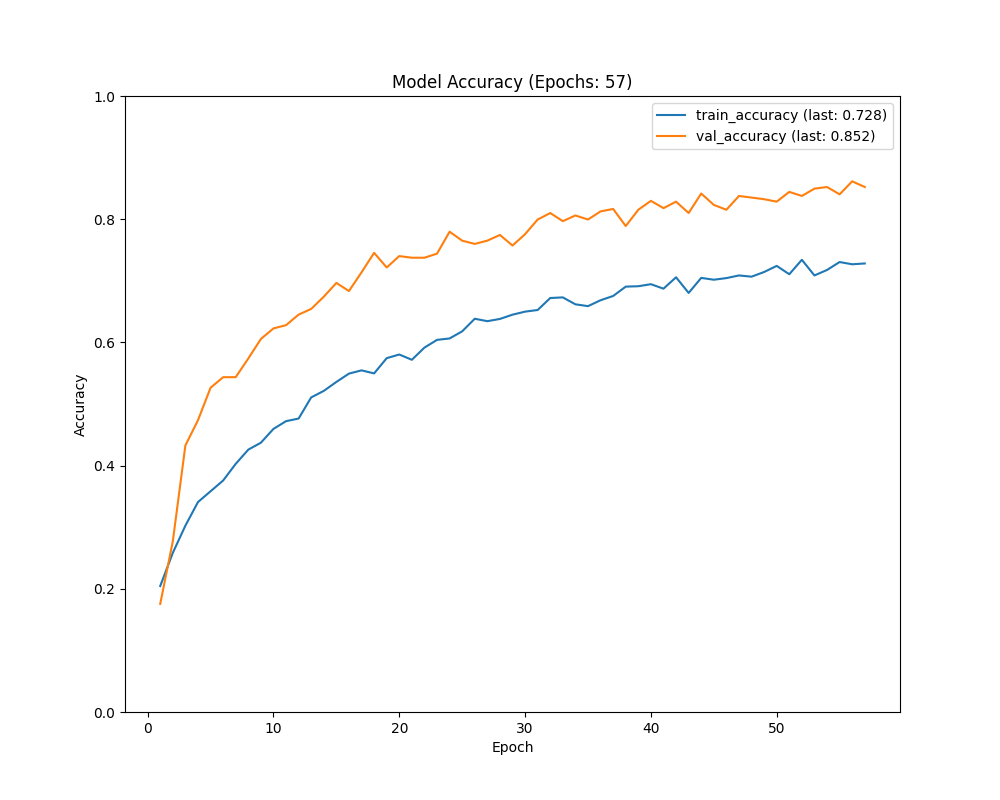 Model Accuracy (Epochs: 57)
train_accuracy (last: 0.728)
val_accuracy (last: 0.852)
1.0
0.8
0.6
0.4
0.2
0.0
Accuracy
0 10 20 30 40 50
Epoch